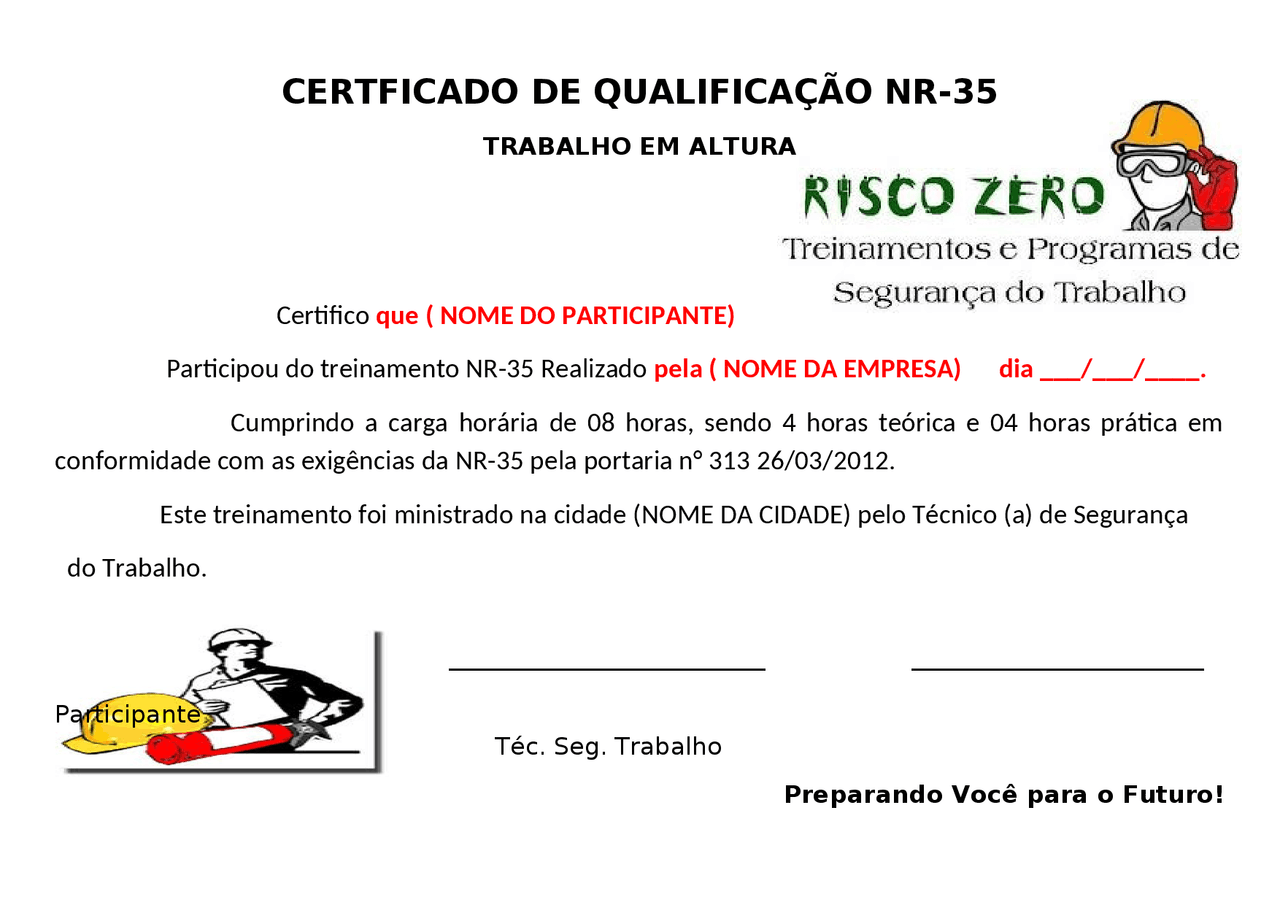 CERTFICADO DE QUALIFICAÇÃO NR-35
TRABALHO EM ALTURA
RISCO ZERO
Treinamentos e Programas de
Segurança do Trabalho
Certifico que ( NOME DO PARTICIPANTE)
Participou do treinamento NR-35 Realizado pela ( NOME DA EMPRESA) dia ___/___/____.
Cumprindo a carga horária de 08 horas, sendo 4 horas teórica e 04 horas prática em
conformidade com as exigências da NR-35 pela portaria n° 313 26/03/2012.
Este treinamento foi ministrado na cidade (NOME DA CIDADE) pelo Técnico (a) de Segurança
do Trabalho.
Participante
Téc. Seg. Trabalho
Preparando Você para o Futuro!